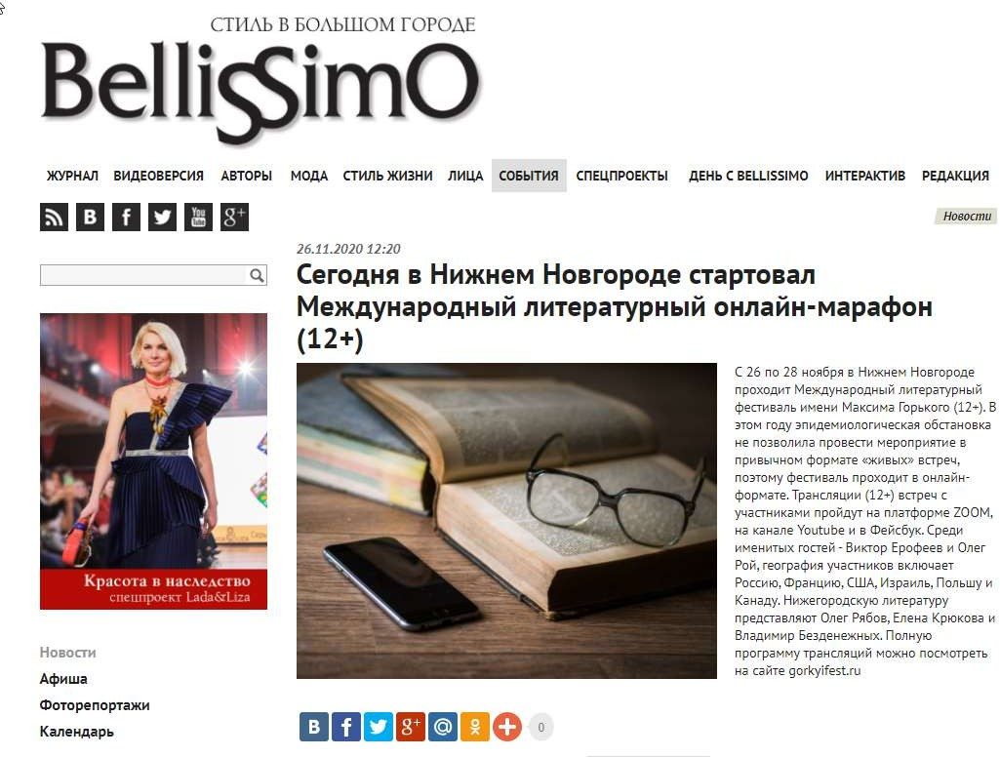 СТИЛЬ В БОЛЬШОМ ГОРОДЕ
BellisSimO
ЖУРНАЛ ВИДЕОВЕРСИЯ АВТОРЫ МОДА СТИЛЬ ЖИЗНИ ЛИЦА СОБЫТИЯ СПЕЦПРОЕКТЫ ДЕНЬ С BELLISSIMO ИНТЕРАКТИВ РЕДАКЦИЯ
B f You Tube g+
Новости
26.11.2020 12:20
Сегодня в Нижнем Новгороде стартовал
Международный литературный онлайн-марафон
(12+)
С 26 по 28 ноября в Нижнем Новгороде
проходит Международный литературный
фестиваль имени Максима Горького (12+). В
этом году эпидемиологическая обстановка
не позволила провести мероприятие в
привычном формате «живых» встреч,
поэтому фестиваль проходит в онлайн-
формате. Трансляции (12+) встреч с
участниками пройдут на платформе ZOOM,
на канале Youtube и в Фейсбук. Среди
именитых гостей - Виктор Ерофеев и Олег
Рой, география участников включает
Россию, Францию, США, Израиль, Польшу и
Канаду. Нижегородскую литературу
представляют Олег Рябов, Елена Крюкова и
Владимир Безденежных. Полную
программу трансляций можно посмотреть
на сайте gorkyifest.ru
Красота в наследство
спецпроект Lada&Liza
Новости
Афиша
Фоторепортажи
Календарь
B f g+ @ 0